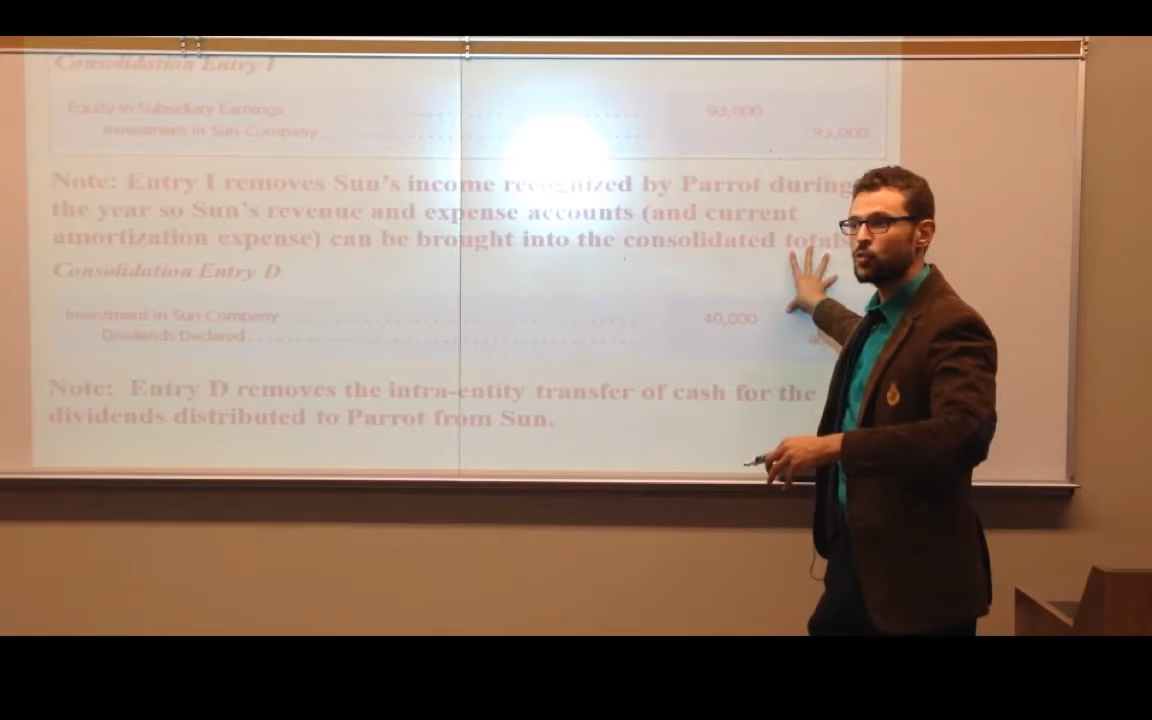 Consolidation Entry I
Equity in Subsidiary Earnings 93,000
Investment in Sun Company 93,000
Note: Entry I removes Sun's income recognized by Parrot during
the year so Sun's revenue and expense accounts (and current
amortization expense) can be brought into the consolidated totals
Consolidation Entry D
Investment in Sun Company 40,000
Dividends Declared
Note: Entry D removes the intra-entity transfer of cash for the
dividends distributed to Parrot from Sun.